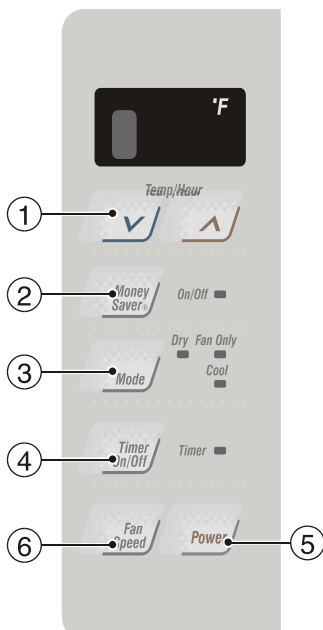 °F
Temp/Hour
1
2
Money
Saver®
On/Off
Dry Fan Only
3
Mode
Cool
4
Timer
On/Off
Timer
6
Fan
Speed
Power
5